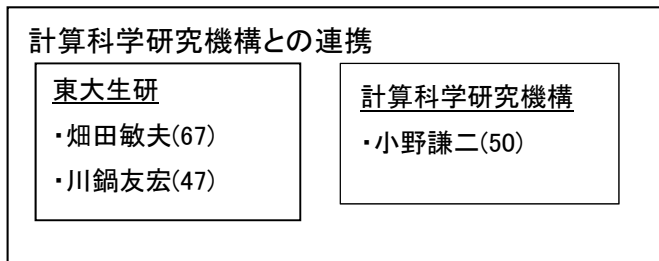 計算科学研究機構との連携
東大生研
・畑田敏夫(67)
・川鍋友宏(47)
計算科学研究機構
・小野謙二(50)